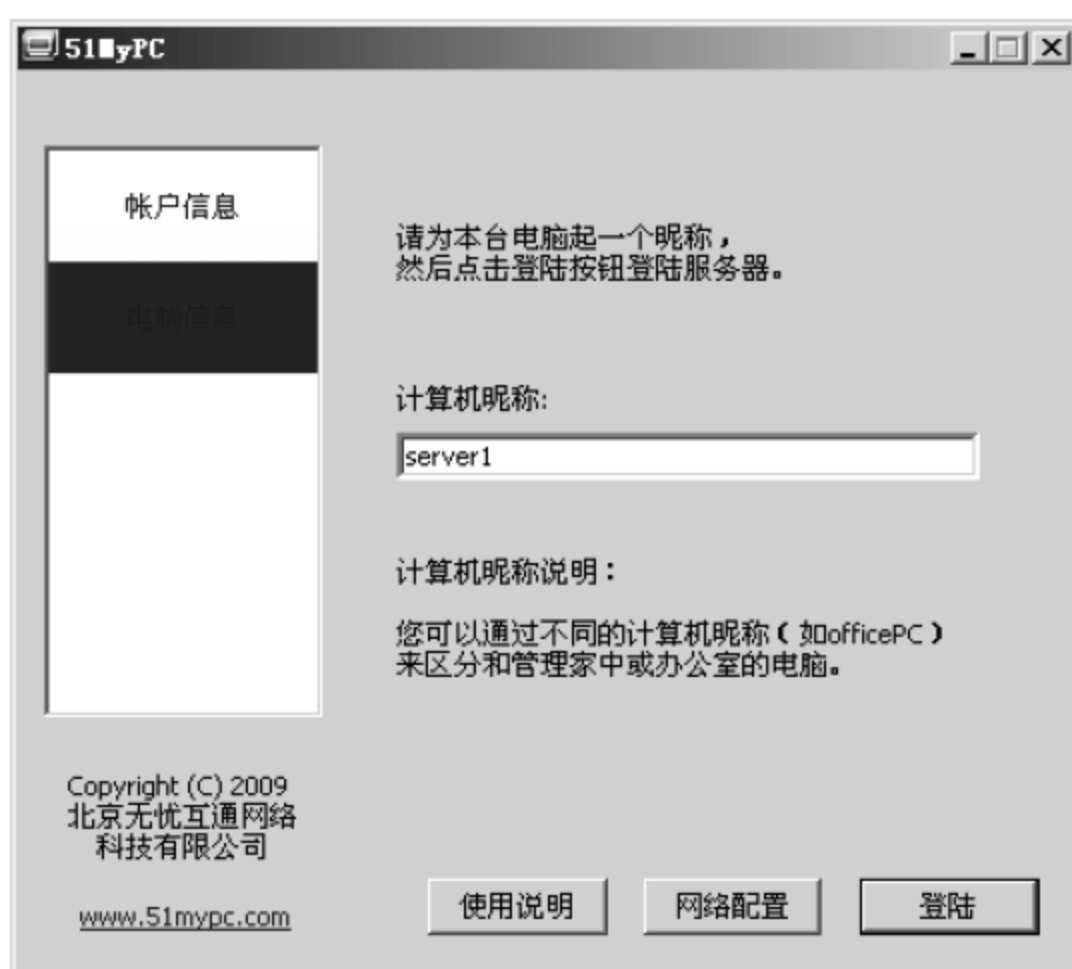 51MyPC
帐户信息
电脑信息
请为本台电脑起一个昵称，
然后点击登陆按钮登陆服务器。
计算机昵称:
server1
计算机昵称说明：
您可以通过不同的计算机昵称（如officePC）
来区分和管理家中或办公室的电脑。
Copyright (C) 2009
北京无忧互通网络
科技有限公司
www.51mypc.com
使用说明
网络配置
登陆